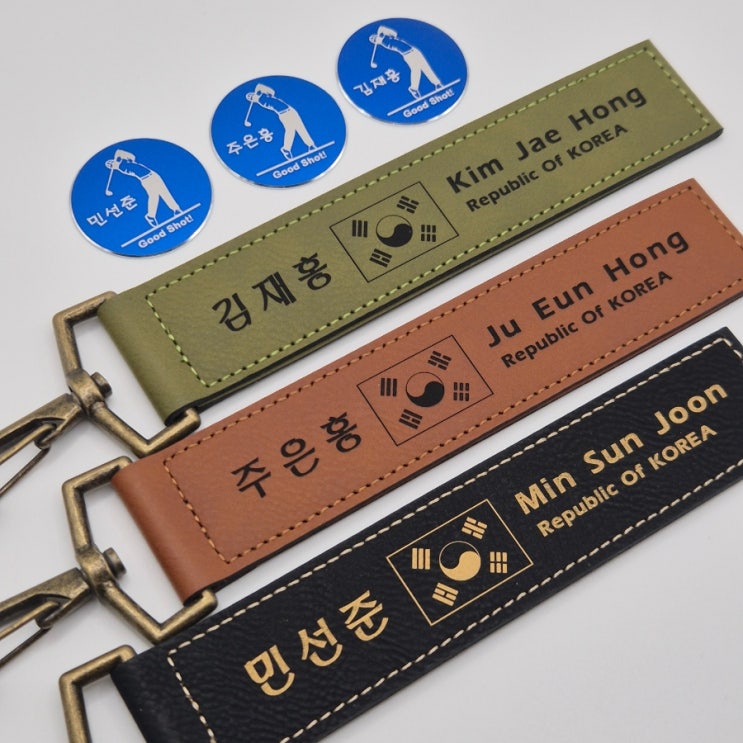 민선준
Good Shot!
주은홍
Good Shot!
김재홍
Good Shot!
김재홍
Kim Jae Hong
Republic Of KOREA
주은홍
Ju Eun Hong
Republic Of KOREA
민선준
Min Sun Joon
Republic Of KOREA